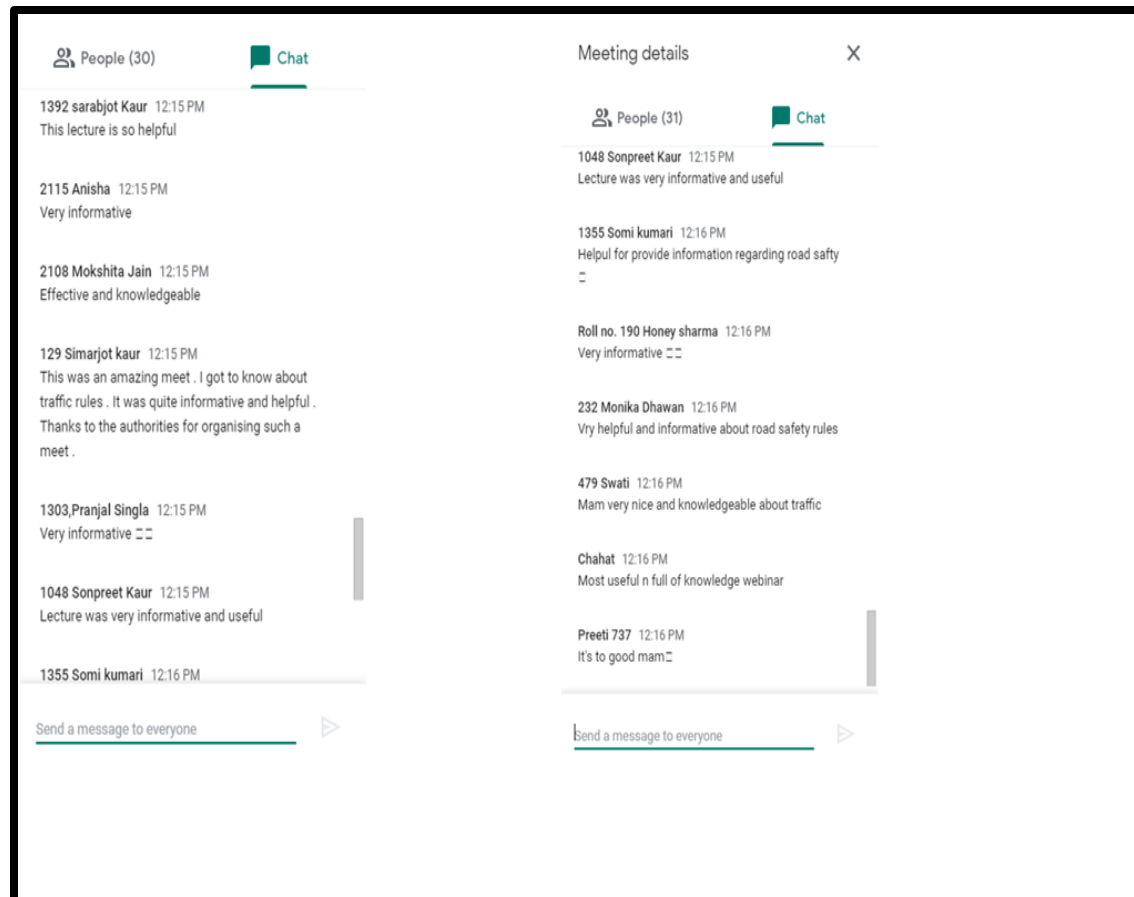 People (30)
Chat
1392 sarabjot Kaur 12:15 PM
This lecture is so helpful
2115 Anisha 12:15 PM
Very informative
2108 Mokshita Jain 12:15 PM
Effective and knowledgeable
129 Simarjot kaur 12:15 PM
This was an amazing meet . I got to know about
traffic rules . It was quite informative and helpful .
Thanks to the authorities for organising such a
meet .
1303,Pranjal Singla 12:15 PM
Very informative
1048 Sonpreet Kaur 12:15 PM
Lecture was very informative and useful
1355 Somi kumari 12:16 PM
Send a message to everyone
Meeting details
People (31)
Chat
1048 Sonpreet Kaur 12:15 PM
Lecture was very informative and useful
1355 Somi kumari 12:16 PM
Helpul for provide information regarding road safty
Roll no. 190 Honey sharma 12:16 PM
Very informative
232 Monika Dhawan 12:16 PM
Vry helpful and informative about road safety rules
479 Swati 12:16 PM
Mam very nice and knowledgeable about traffic
Chahat 12:16 PM
Most useful n full of knowledge webinar
Preeti 737 12:16 PM
It's to good mam
Send a message to everyone